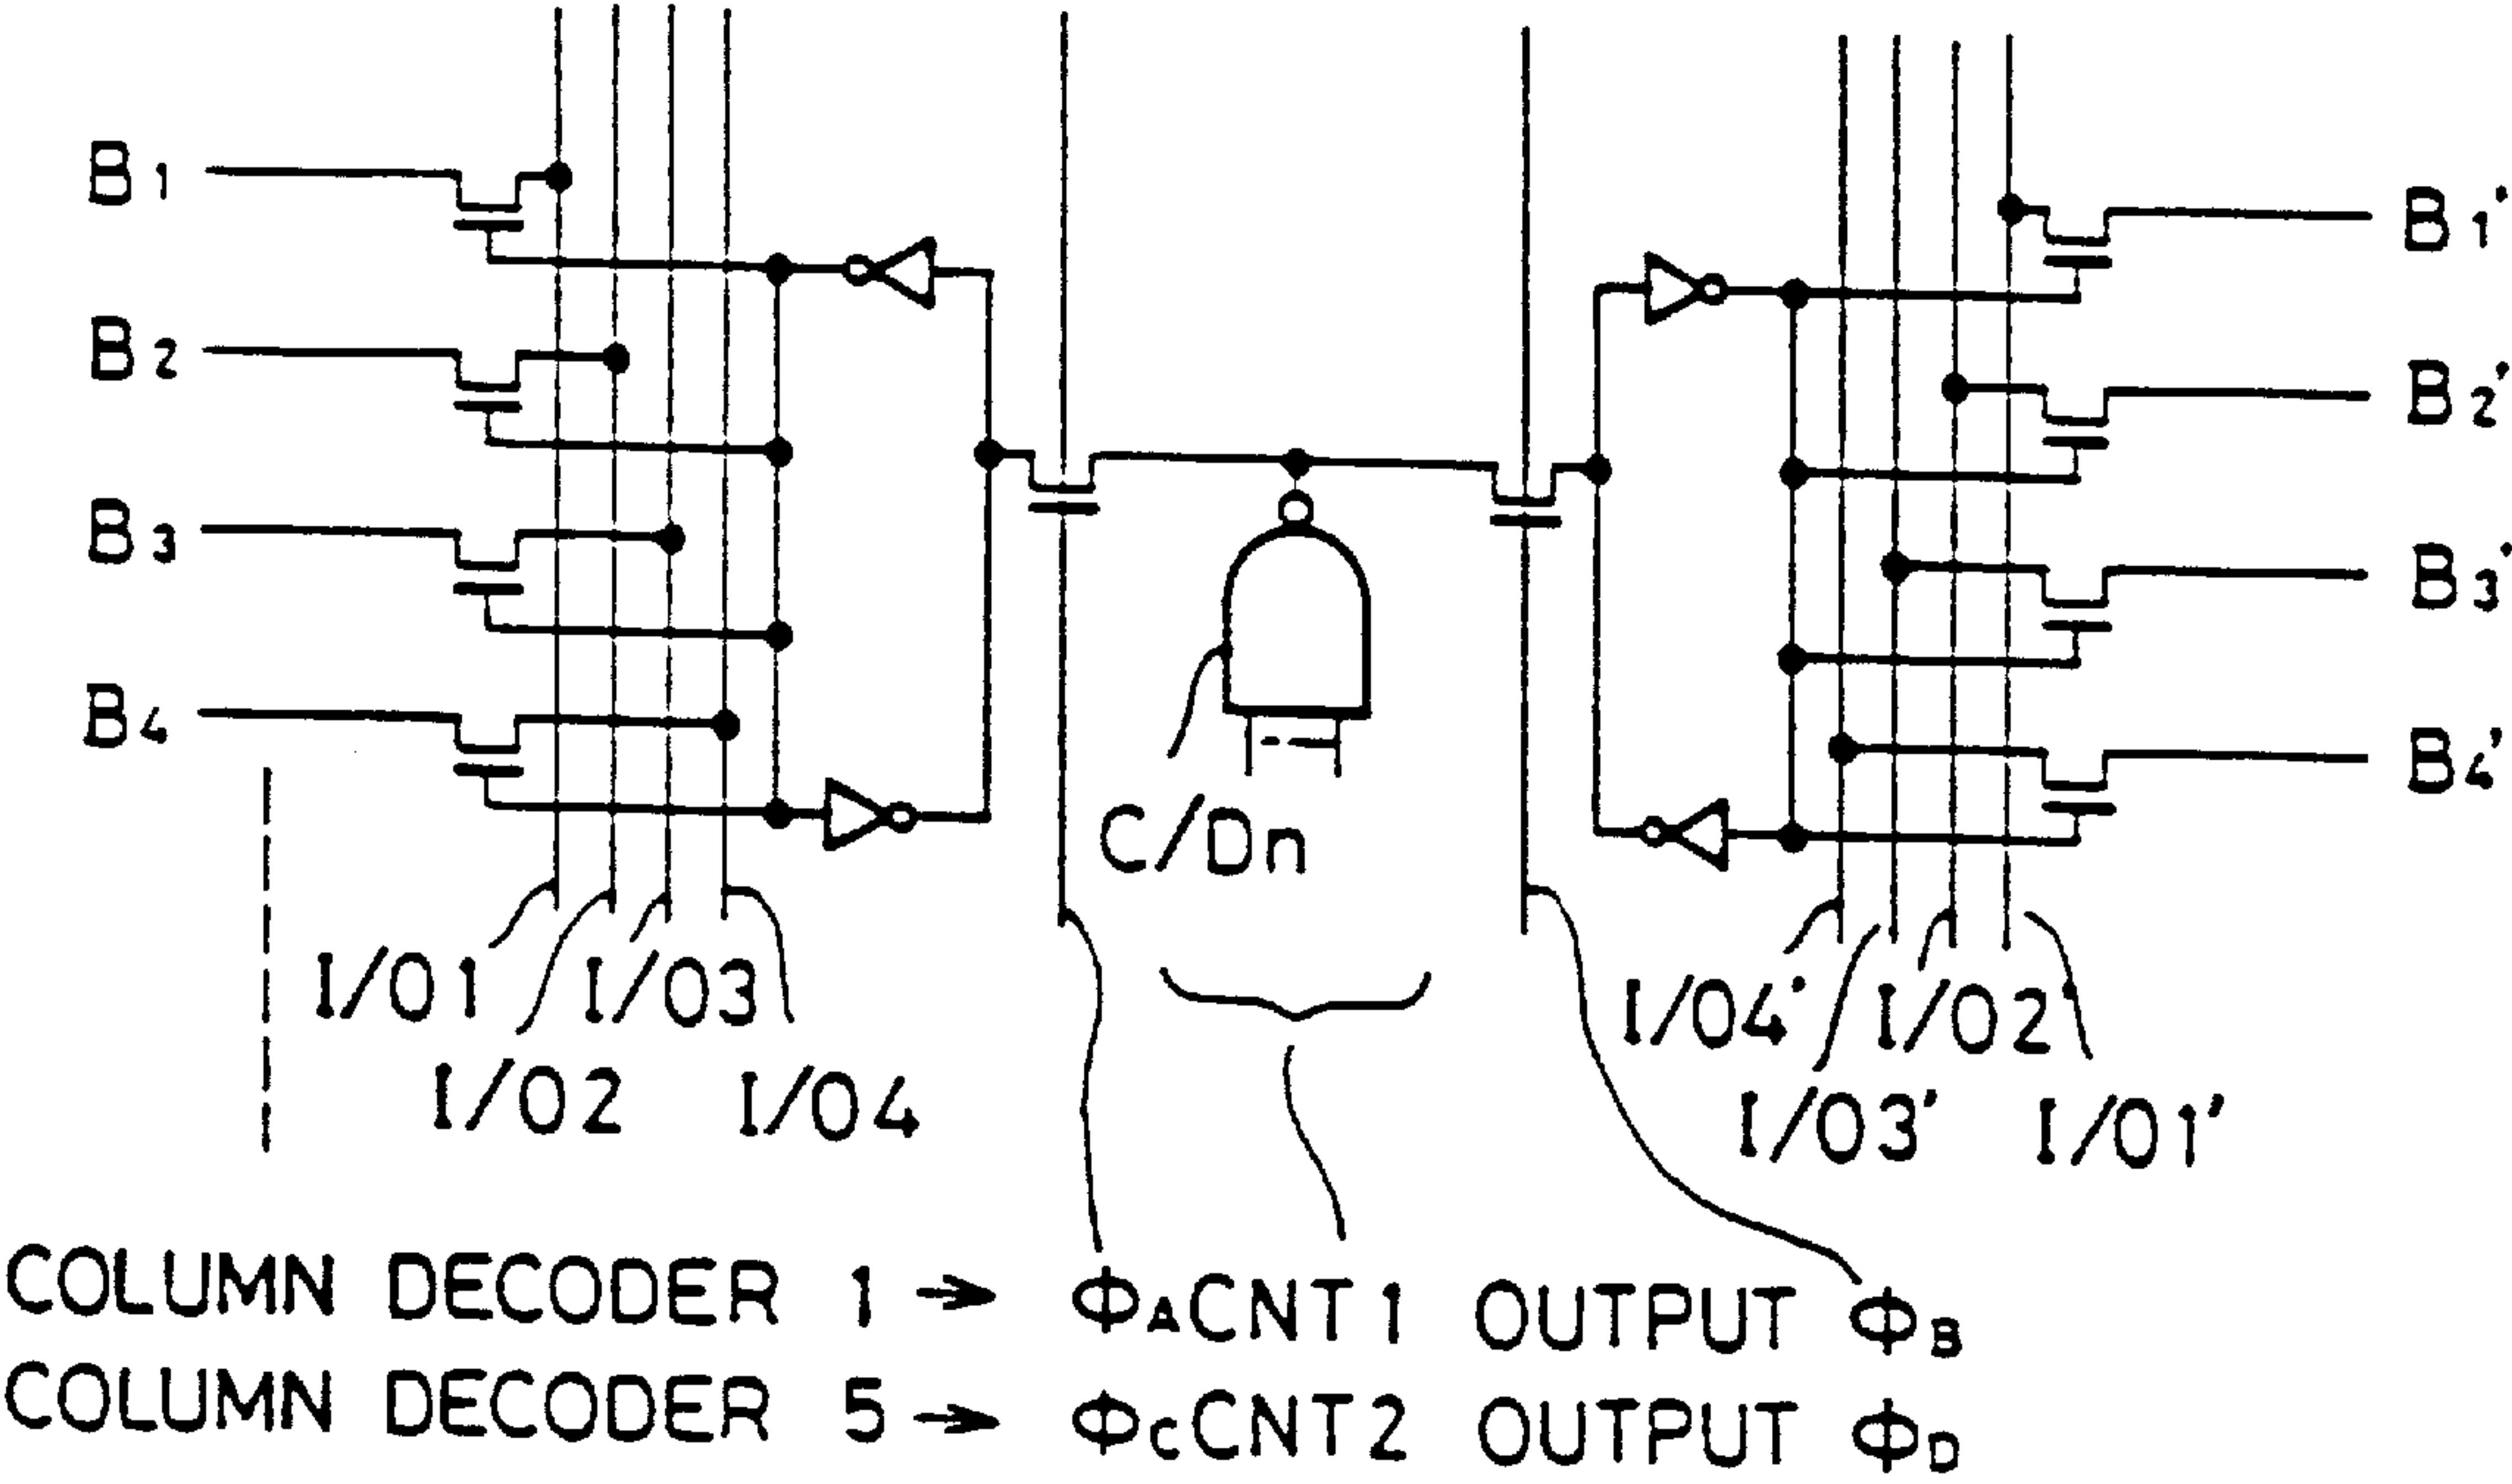 B1
B2
B3
B4
B1'
B2'
B3'
B4'
C/Dn
I/O1
I/O3
I/O2
I/O4
I/O4'
I/O2'
I/O3'
I/O1'
COLUMN DECODER 1 → ΦACNT1 OUTPUT ΦB
COLUMN DECODER 5 → ΦCCNT2 OUTPUT ΦD